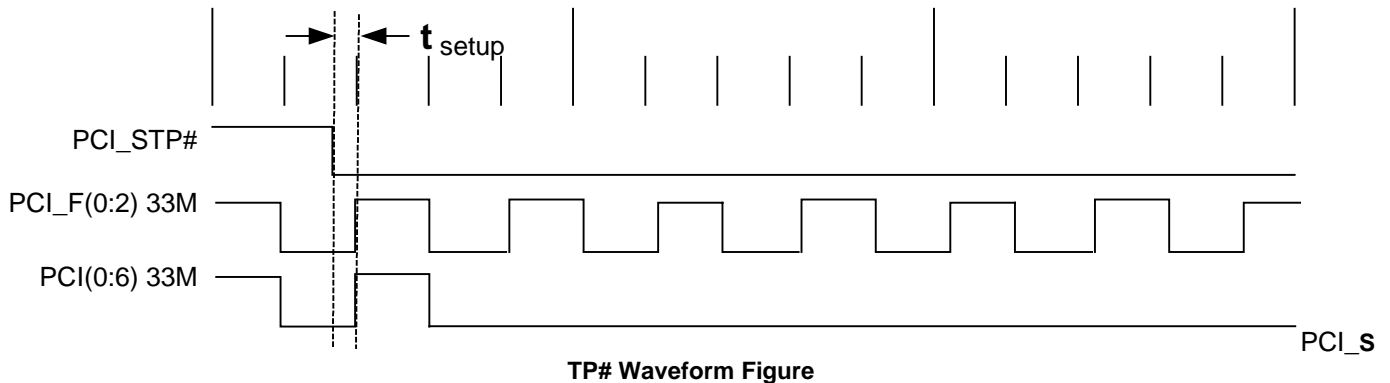 t setup
PCI_STP#
PCI_F(0:2) 33M
PCI(0:6) 33M
PCI_S
TP# Waveform Figure